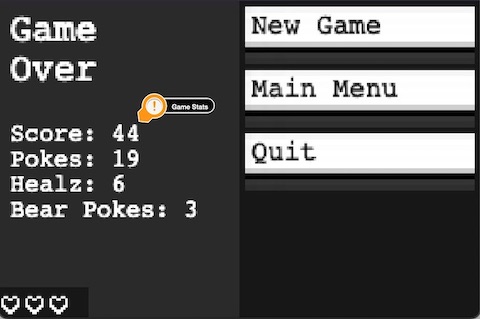 Game
Over
! Game Stats
Score: 44
Pokes: 19
Healz: 6
Bear Pokes: 3
New Game
Main Menu
Quit